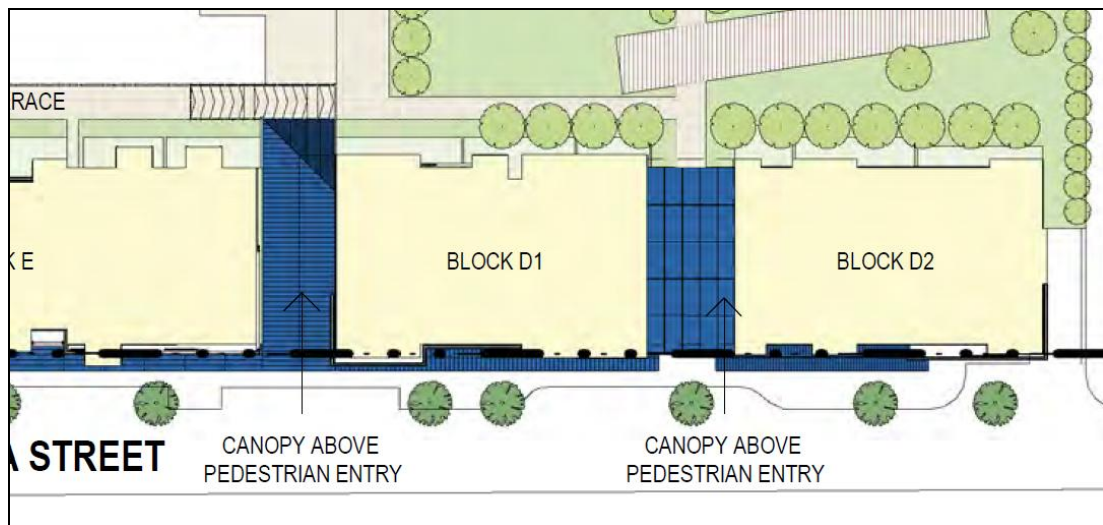 RACE
K E
BLOCK D1
BLOCK D2
A STREET
CANOPY ABOVE
PEDESTRIAN ENTRY
CANOPY ABOVE
PEDESTRIAN ENTRY